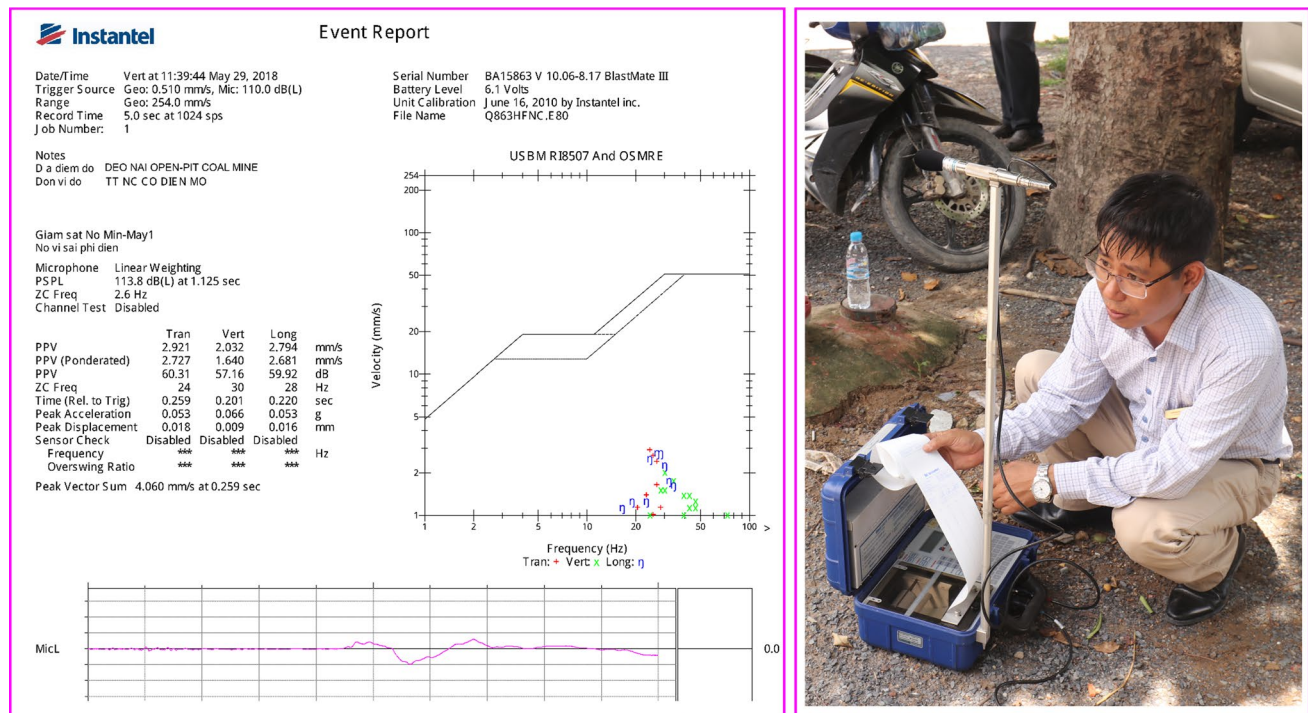 Instantel
Event Report
Date/Time Vert at 11:39:44 May 29, 2018
Trigger Source Geo: 0.510 mm/s, Mic: 110.0 dB(L)
Range Geo: 254.0 mm/s
Record Time 5.0 sec at 1024 sps
Job Number: 1
Serial Number BA15863 V 10.06-8.17 BlastMate III
Battery Level 6.1 Volts
Unit Calibration June 16, 2010 by Instantel inc.
File Name Q863HFNC.E80
Notes
D a diem do DEO NAI OPEN-PIT COAL MINE
Don vi do TT NC CO DIEN MO
Giam sat No Min-May1
No vi sai phi dien
Microphone Linear Weighting
PSPL 113.8 dB(L) at 1.125 sec
ZC Freq 2.6 Hz
Channel Test Disabled
Tran Vert Long
PPV 2.921 2.032 2.794 mm/s
PPV (Ponderated) 2.727 1.640 2.681 mm/s
PPV 60.31 57.16 59.92 dB
ZC Freq 24 30 28 Hz
Time (Rel. to Trig) 0.259 0.201 0.220 sec
Peak Acceleration 0.053 0.066 0.053 g
Peak Displacement 0.018 0.009 0.016 mm
Sensor Check Disabled Disabled Disabled
Frequency *** *** *** Hz
Overswing Ratio *** *** ***
Peak Vector Sum 4.060 mm/s at 0.259 sec
USBM RI8507 And OSMRE
254
200
100
50
20
10
5
2
1
Velocity (mm/s)
1 2 5 10 20 50 100 >
Frequency (Hz)
Tran: + Vert: x Long: ŋ
MicL
0.0